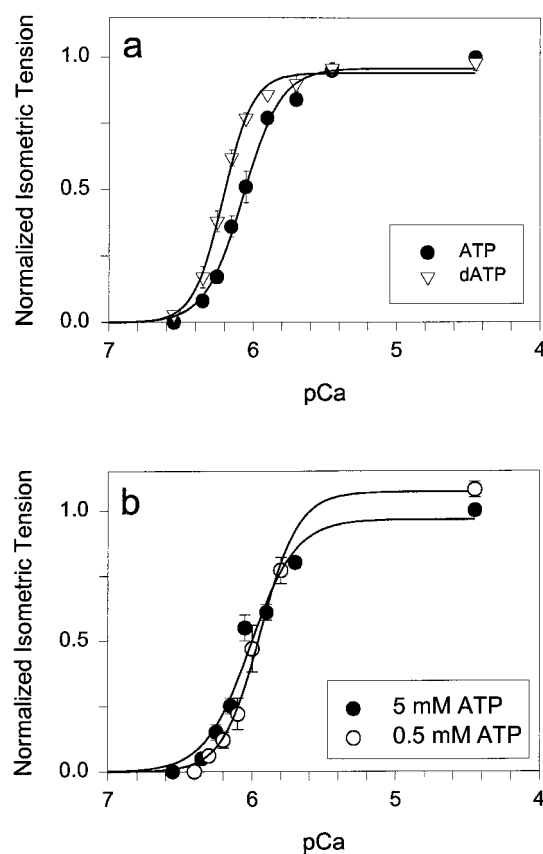 a
Normalized Isometric Tension
1.0
0.5
0.0
ATP
dATP
7 6 5 4
pCa
b
Normalized Isometric Tension
1.0
0.5
0.0
5 mM ATP
0.5 mM ATP
7 6 5 4
pCa